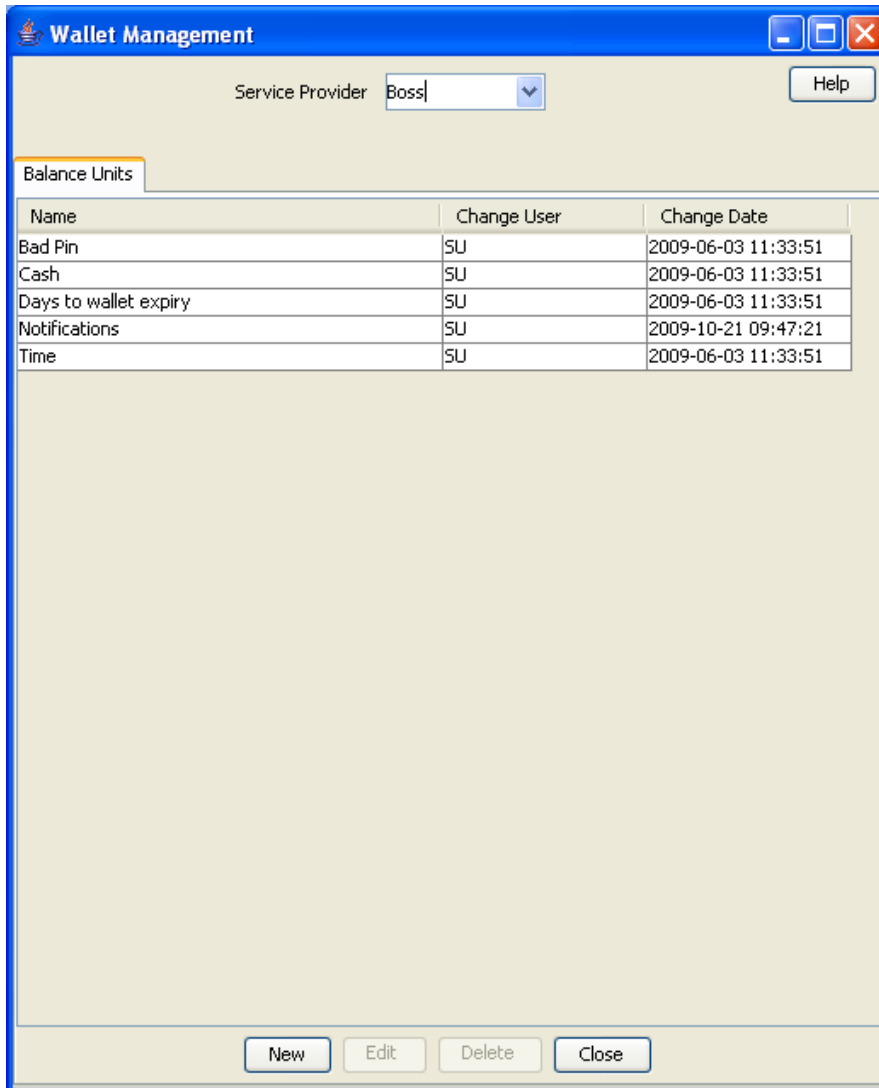 Wallet Management
Service Provider Boss Help
Balance Units
Name Change User Change Date
Bad Pin SU 2009-06-03 11:33:51
Cash SU 2009-06-03 11:33:51
Days to wallet expiry SU 2009-06-03 11:33:51
Notifications SU 2009-10-21 09:47:21
Time SU 2009-06-03 11:33:51
New Edit Delete Close